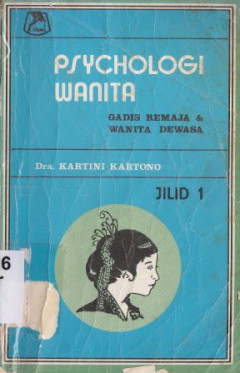 PSYCHOLOGI
WANITA
GADIS REMAJA &
WANITA DEWASA
Dra. KARTINI KARTONO
JILID 1
6